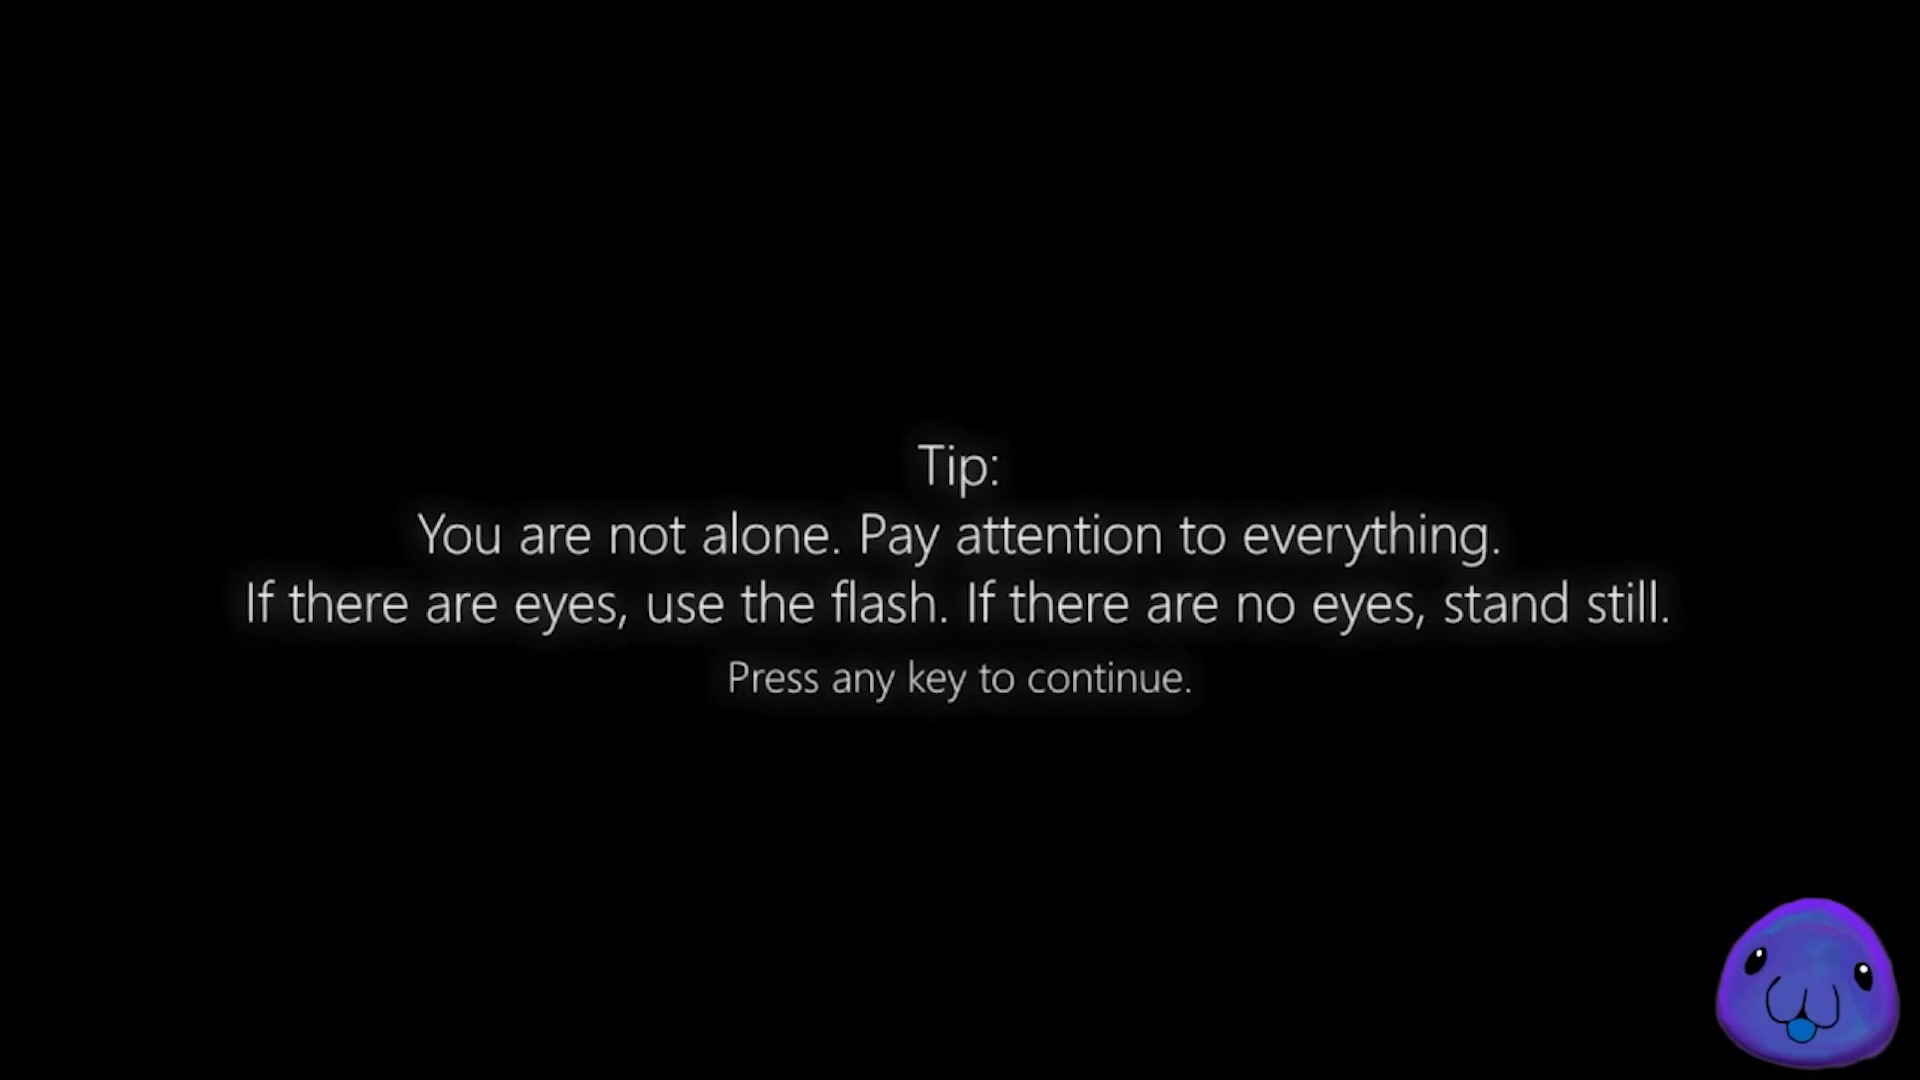 Tip:
You are not alone. Pay attention to everything.
If there are eyes, use the flash. If there are no eyes, stand still.
Press any key to continue.